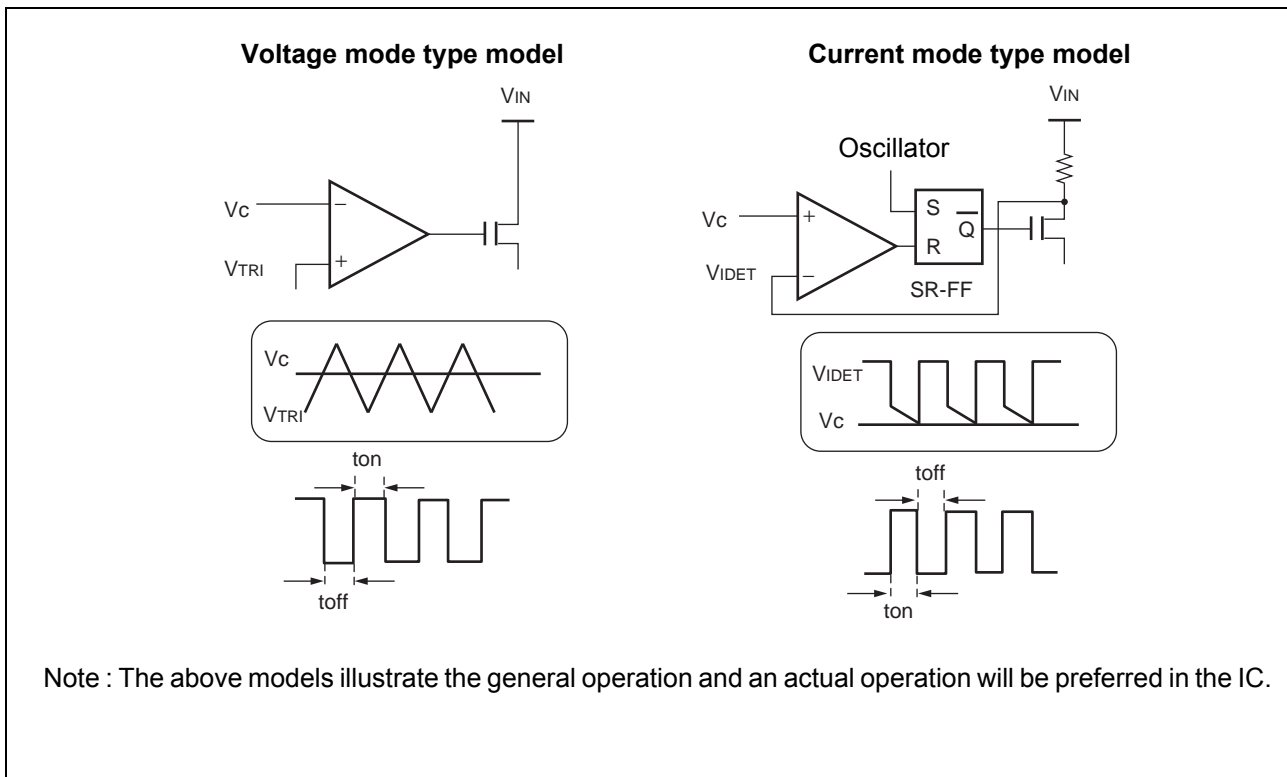 Voltage mode type model
VIN
Vc
−
VTRI
+
Vc
VTRI
ton
toff
Current mode type model
VIN
Oscillator
Vc
+
S
Q
R
VIDET
−
SR-FF
VIDET
Vc
toff
ton
Note : The above models illustrate the general operation and an actual operation will be preferred in the IC.